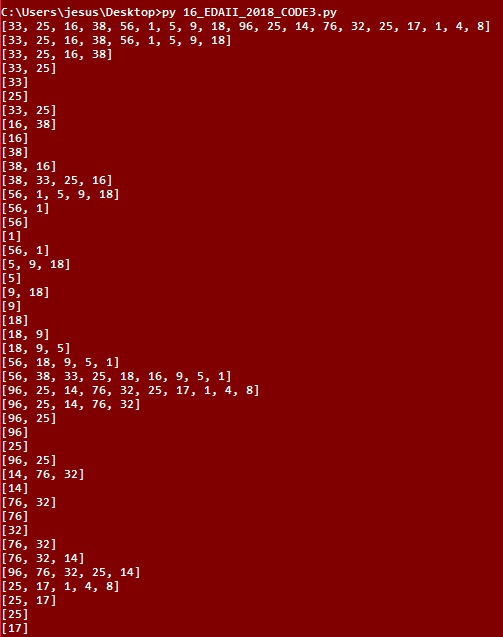 C:\Users\jesus\Desktop>py 16_EDAII_2018_CODE3.py
[33, 25, 16, 38, 56, 1, 5, 9, 18, 96, 25, 14, 76, 32, 25, 17, 1, 4, 8]
[33, 25, 16, 38, 56, 1, 5, 9, 18]
[33, 25, 16, 38]
[33, 25]
[33]
[25]
[33, 25]
[16, 38]
[16]
[38]
[38, 16]
[38, 33, 25, 16]
[56, 1, 5, 9, 18]
[56, 1]
[56]
[1]
[56, 1]
[5, 9, 18]
[5]
[9, 18]
[9]
[18]
[18, 9]
[18, 9, 5]
[56, 18, 9, 5, 1]
[56, 38, 33, 25, 18, 16, 9, 5, 1]
[96, 25, 14, 76, 32, 25, 17, 1, 4, 8]
[96, 25, 14, 76, 32]
[96, 25]
[96]
[25]
[96, 25]
[14, 76, 32]
[14]
[76, 32]
[76]
[32]
[76, 32]
[76, 32, 14]
[96, 76, 32, 25, 14]
[25, 17, 1, 4, 8]
[25, 17]
[25]
[17]